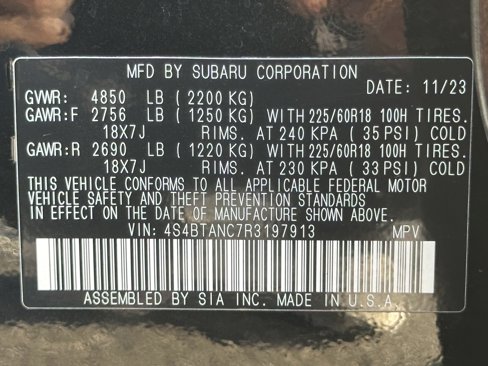 MFD BY SUBARU CORPORATION
DATE: 11/23
GVWR: 4850 LB ( 2200 KG)
GAWR:F 2756 LB ( 1250 KG) WITH 225/60R18 100H TIRES.
18X7J RIMS. AT 240 KPA ( 35 PSI) COLD
GAWR:R 2690 LB ( 1220 KG) WITH 225/60R18 100H TIRES.
18X7J RIMS. AT 230 KPA ( 33 PSI) COLD
THIS VEHICLE CONFORMS TO ALL APPLICABLE FEDERAL MOTOR
VEHICLE SAFETY AND THEFT PREVENTION STANDARDS
IN EFFECT ON THE DATE OF MANUFACTURE SHOWN ABOVE.
VIN: 4S4BTANC7R3197913 MPV
ASSEMBLED BY SIA INC. MADE IN U.S.A.